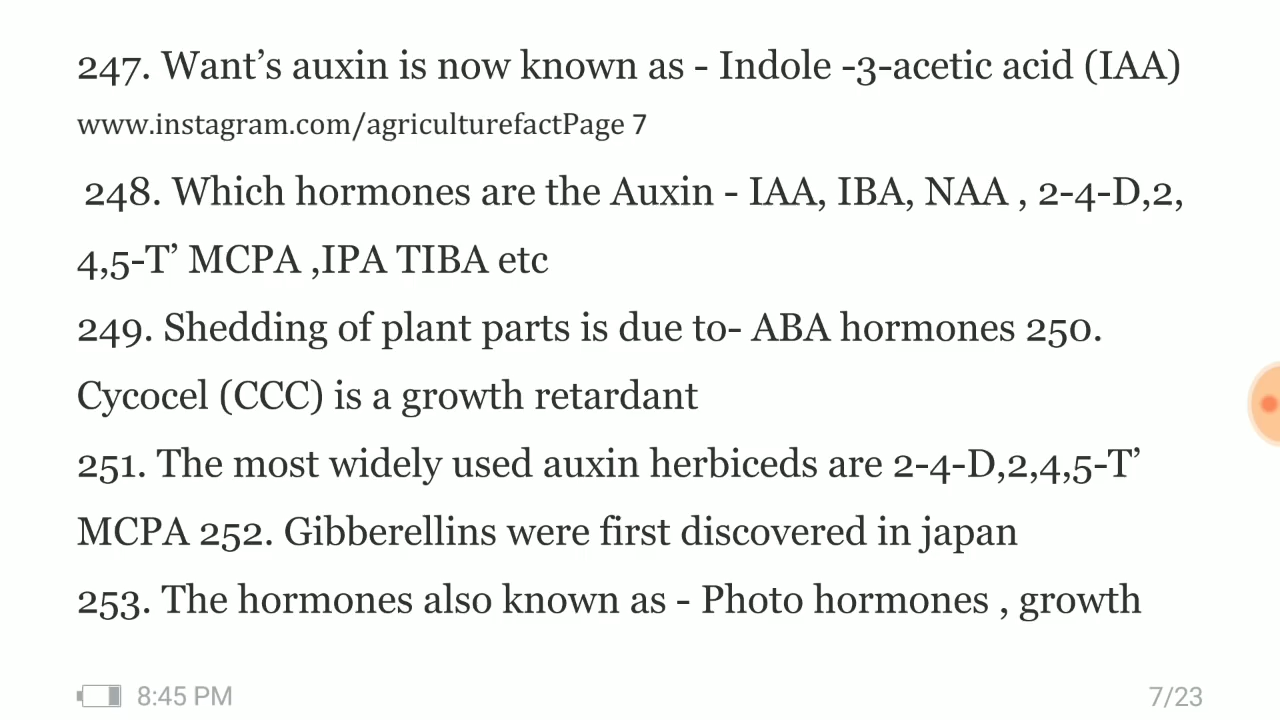 247. Want’s auxin is now known as - Indole -3-acetic acid (IAA)
www.instagram.com/agriculturefactPage 7
248. Which hormones are the Auxin - IAA, IBA, NAA , 2-4-D,2,
4,5-T’ MCPA ,IPA TIBA etc
249. Shedding of plant parts is due to- ABA hormones 250.
Cycocel (CCC) is a growth retardant
251. The most widely used auxin herbiceds are 2-4-D,2,4,5-T’
MCPA 252. Gibberellins were first discovered in japan
253. The hormones also known as - Photo hormones , growth
8:45 PM
7/23